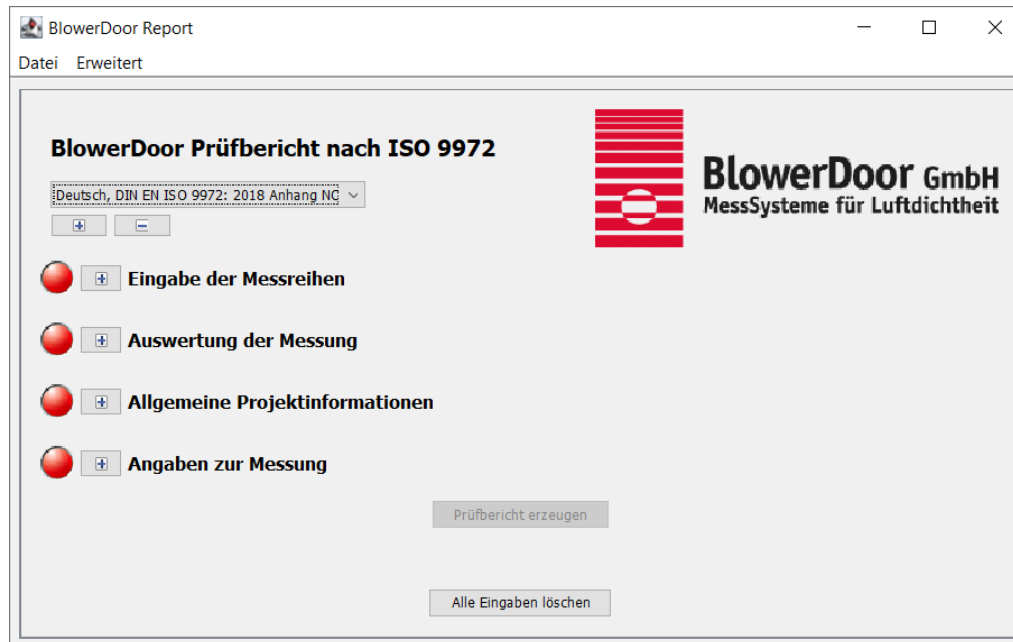 BlowerDoor Report
Datei Erweitert
BlowerDoor Prüfbericht nach ISO 9972
BlowerDoor GmbH
MessSysteme für Luftdichtheit
Deutsch, DIN EN ISO 9972: 2018 Anhang NC
Eingabe der Messreihen
Auswertung der Messung
Allgemeine Projektinformationen
Angaben zur Messung
Prüfbericht erzeugen
Alle Eingaben löschen